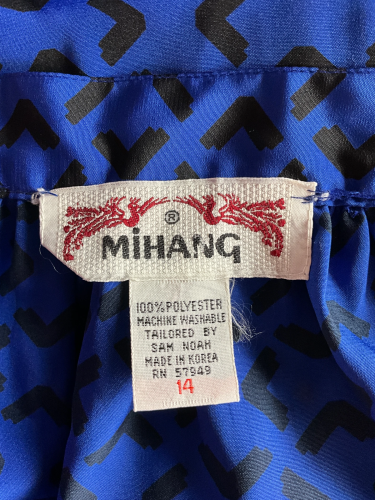 ®
MiHANG
100% POLYESTER
MACHINE WASHABLE
TAILORED BY
SAM NOAH
MADE IN KOREA
RN 57949
14